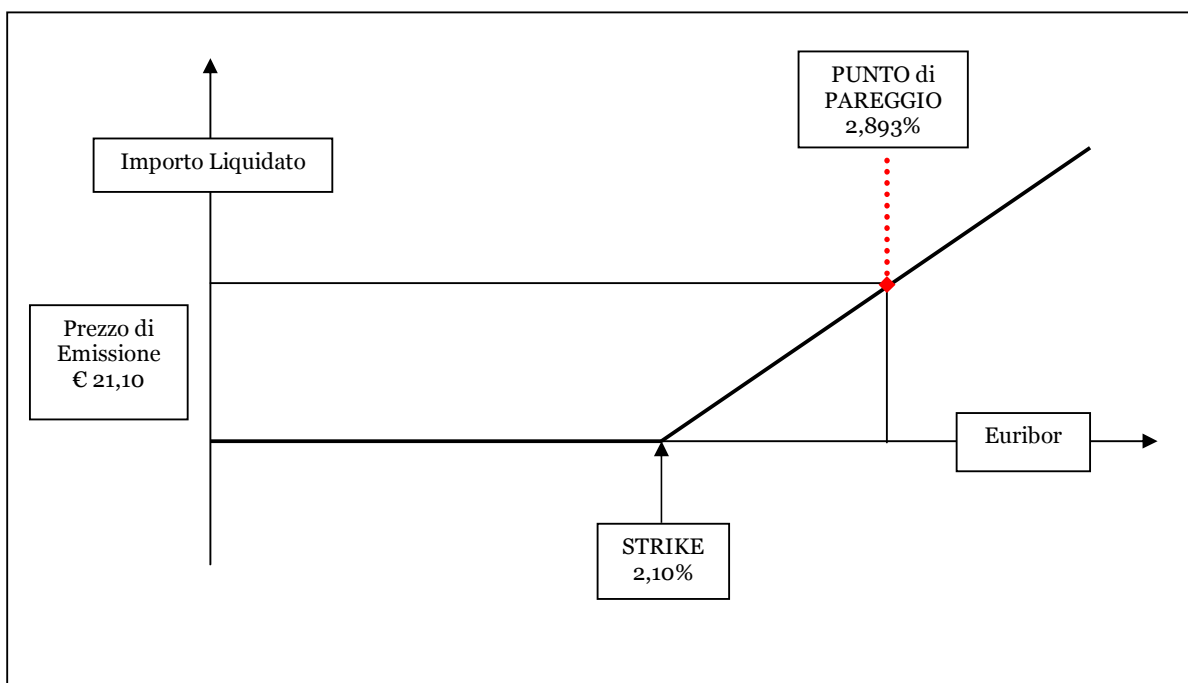 PUNTO di
PAREGGIO
2,893%
Importo Liquidato
Prezzo di
Emissione
€ 21,10
Euribor
STRIKE
2,10%